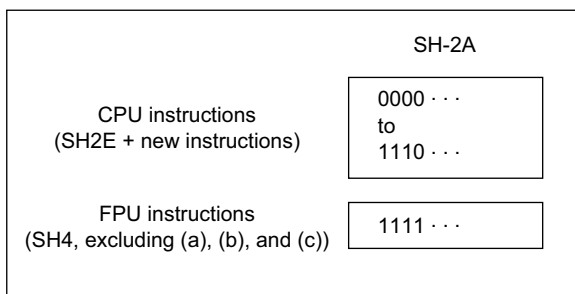 SH-2A
CPU instructions
(SH2E + new instructions)
0000 · · ·
to
1110 · · ·
FPU instructions
(SH4, excluding (a), (b), and (c))
1111 · · ·